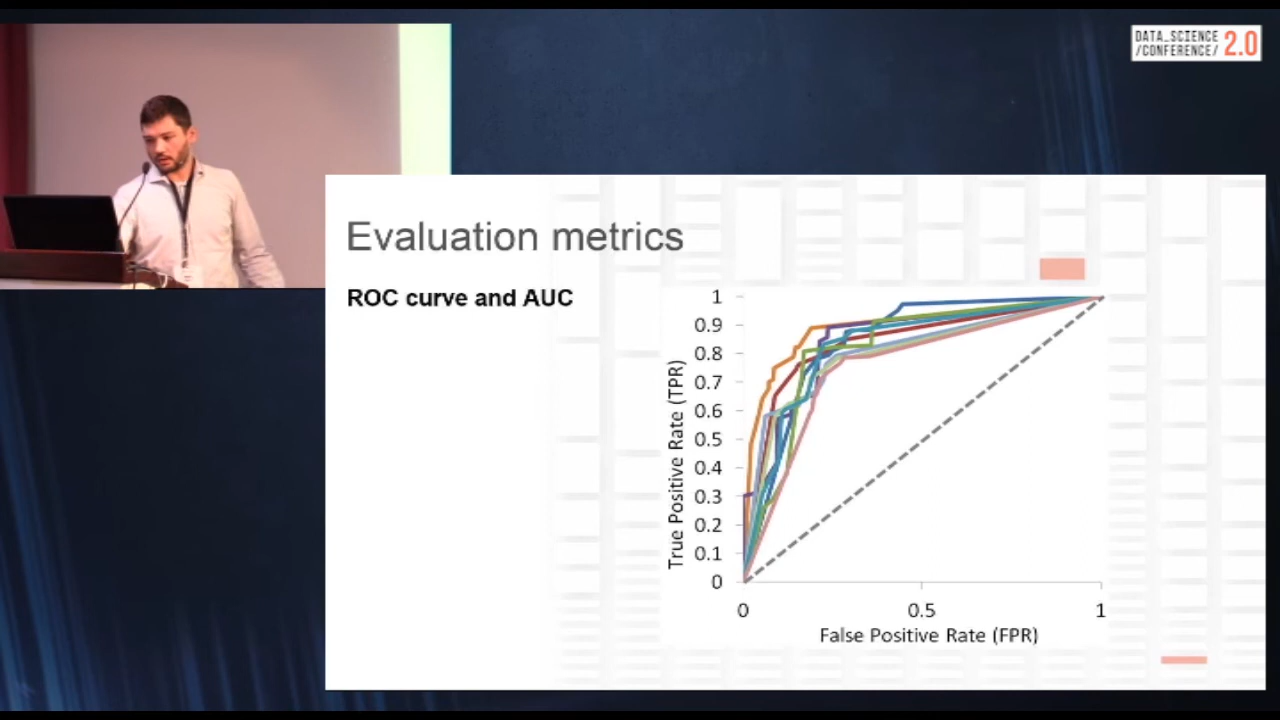 DATA_SCIENCE
/CONFERENCE/ 2.0
Evaluation metrics
ROC curve and AUC
True Positive Rate (TPR)
1
0.9
0.8
0.7
0.6
0.5
0.4
0.3
0.2
0.1
0
0
0.5
1
False Positive Rate (FPR)